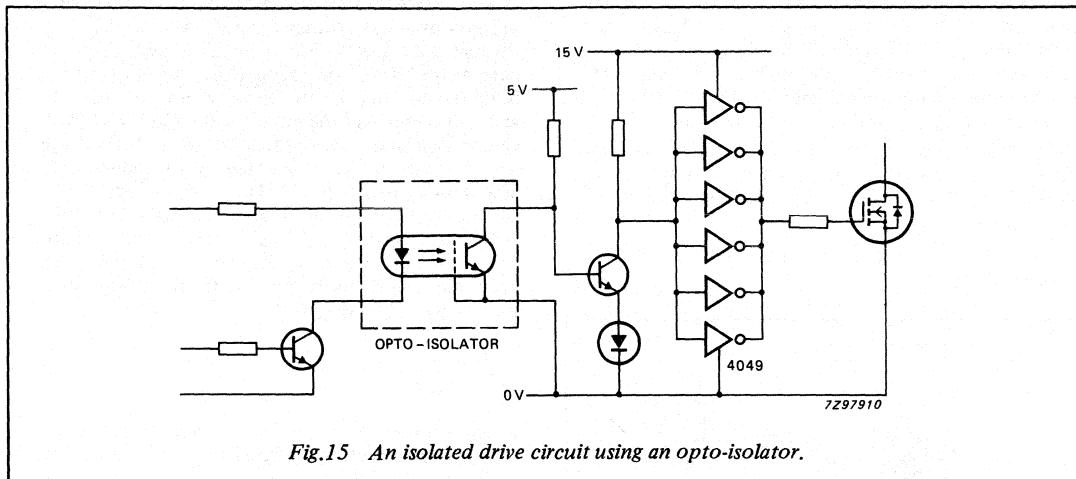 15 V
5 V
OPTO-ISOLATOR
4049
0 V
7Z97910
Fig.15 An isolated drive circuit using an opto-isolator.